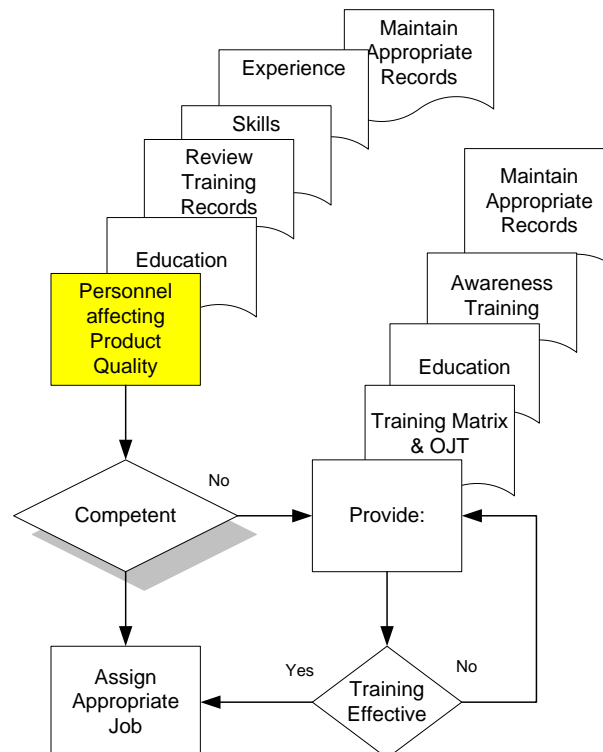 Maintain
Appropriate
Records
Experience
Skills
Review
Training
Records
Education
Personnel
affecting
Product
Quality
Maintain
Appropriate
Records
Awareness
Training
Education
Training Matrix
& OJT
No
Competent
Provide:
Assign
Appropriate
Job
Yes
Training
Effective
No